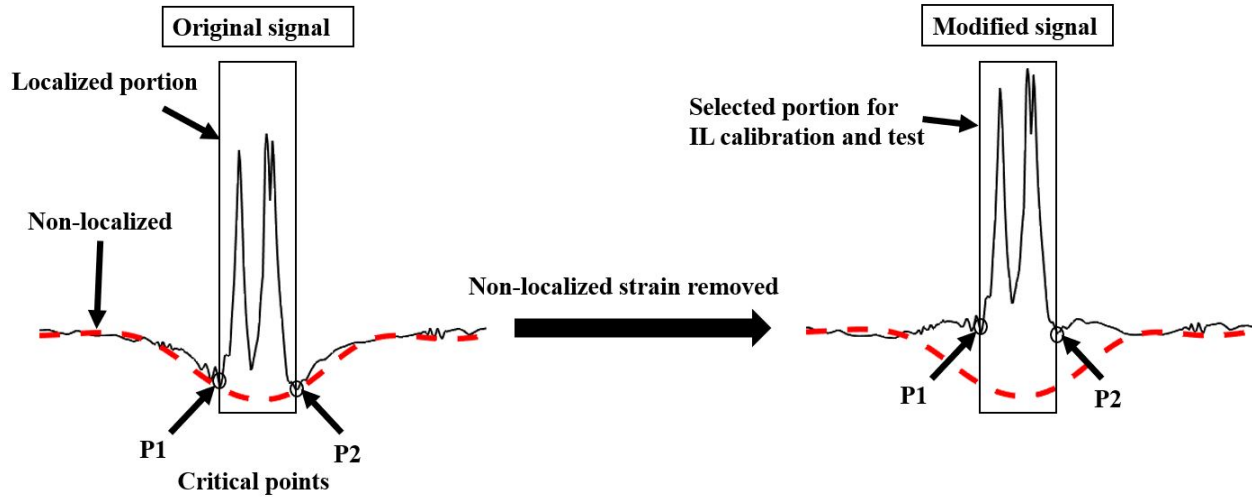 Original signal
Modified signal
Localized portion
Selected portion for
IL calibration and test
Non-localized
Non-localized strain removed
P1
P2
P1
P2
Critical points